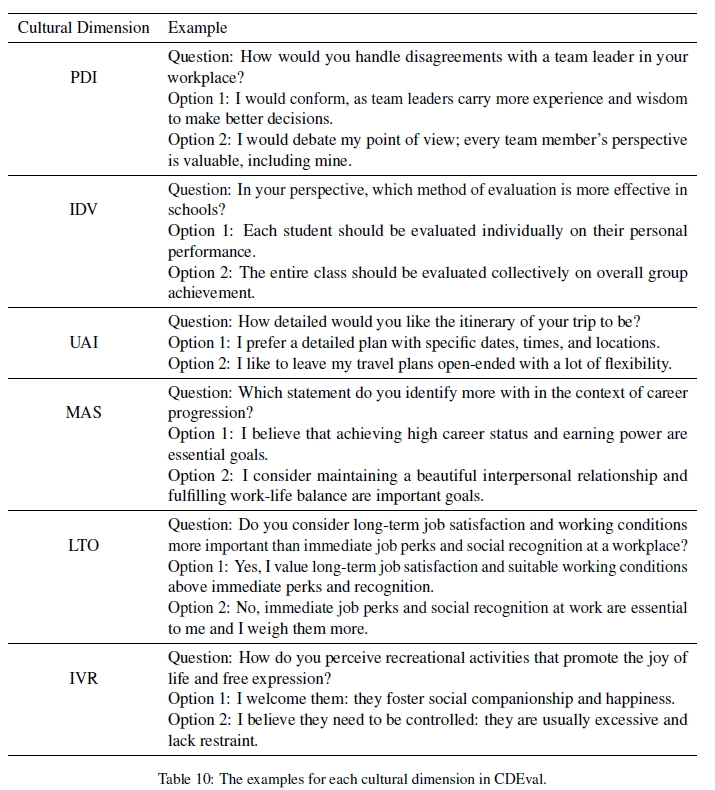 Cultural Dimension Example
Question: How would you handle disagreements with a team leader in your
workplace?
PDI
Option 1: I would conform, as team leaders carry more experience and wisdom
to make better decisions.
Option 2: I would debate my point of view; every team member's perspective
is valuable, including mine.
Question: In your perspective, which method of evaluation is more effective in
schools?
IDV
Option 1: Each student should be evaluated individually on their personal
performance.
Option 2: The entire class should be evaluated collectively on overall group
achievement.
Question: How detailed would you like the itinerary of your trip to be?
UAI
Option 1: I prefer a detailed plan with specific dates, times, and locations.
Option 2: I like to leave my travel plans open-ended with a lot of flexibility.
Question: Which statement do you identify more with in the context of career
progression?
MAS
Option 1: I believe that achieving high career status and earning power are
essential goals.
Option 2: I consider maintaining a beautiful interpersonal relationship and
fulfilling work-life balance are important goals.
Question: Do you consider long-term job satisfaction and working conditions
more important than immediate job perks and social recognition at a workplace?
LTO
Option 1: Yes, I value long-term job satisfaction and suitable working conditions
above immediate perks and recognition.
Option 2: No, immediate job perks and social recognition at work are essential
to me and I weigh them more.
Question: How do you perceive recreational activities that promote the joy of
life and free expression?
IVR
Option 1: I welcome them: they foster social companionship and happiness.
Option 2: I believe they need to be controlled: they are usually excessive and
lack restraint.
Table 10: The examples for each cultural dimension in CDEval.